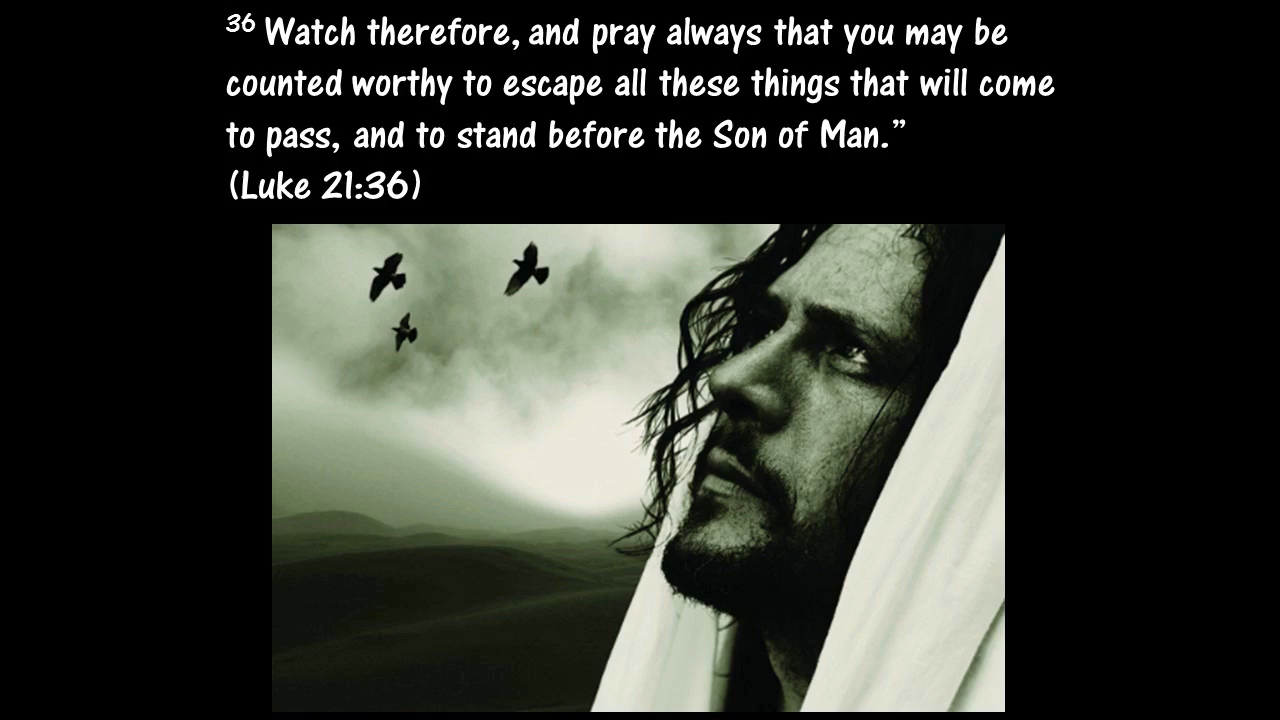 36 Watch therefore, and pray always that you may be
counted worthy to escape all these things that will come
to pass, and to stand before the Son of Man.”
(Luke 21:36)